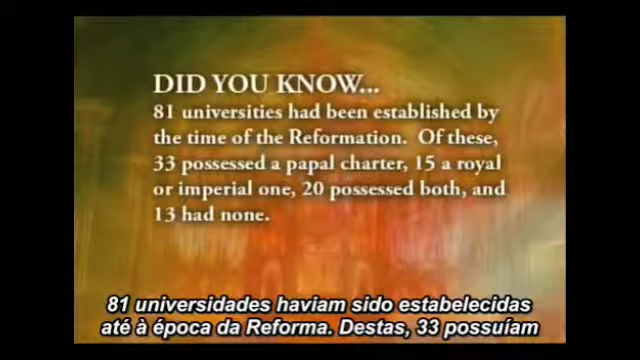 DID YOU KNOW...
81 universities had been established by
the time of the Reformation.  Of these,
33 possessed a papal charter, 15 a royal
or imperial one, 20 possessed both, and
13 had none.
81 universidades haviam sido estabelecidas
até à época da Reforma. Destas, 33 possuíam